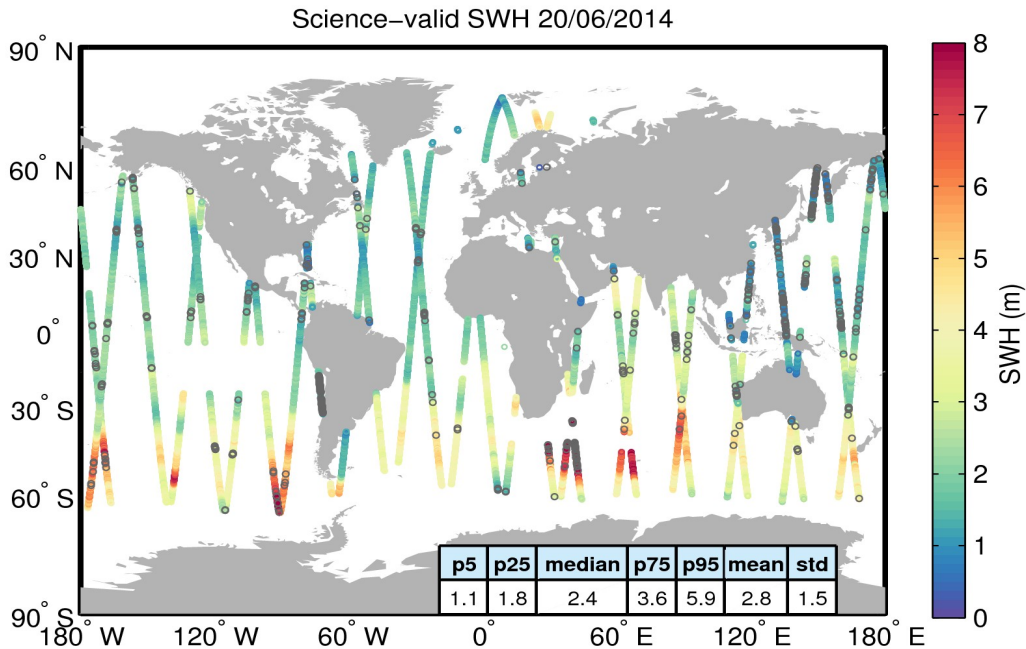 Science−valid SWH 20/06/2014
90° N
60° N
30° N
0°
30° S
60° S
90° S
180° W
120° W
60° W
0°
60° E
120° E
180° E
p5 p25 median p75 p95 mean std
1.1 1.8 2.4 3.6 5.9 2.8 1.5
8
7
6
5
4
3
2
1
0
SWH (m)